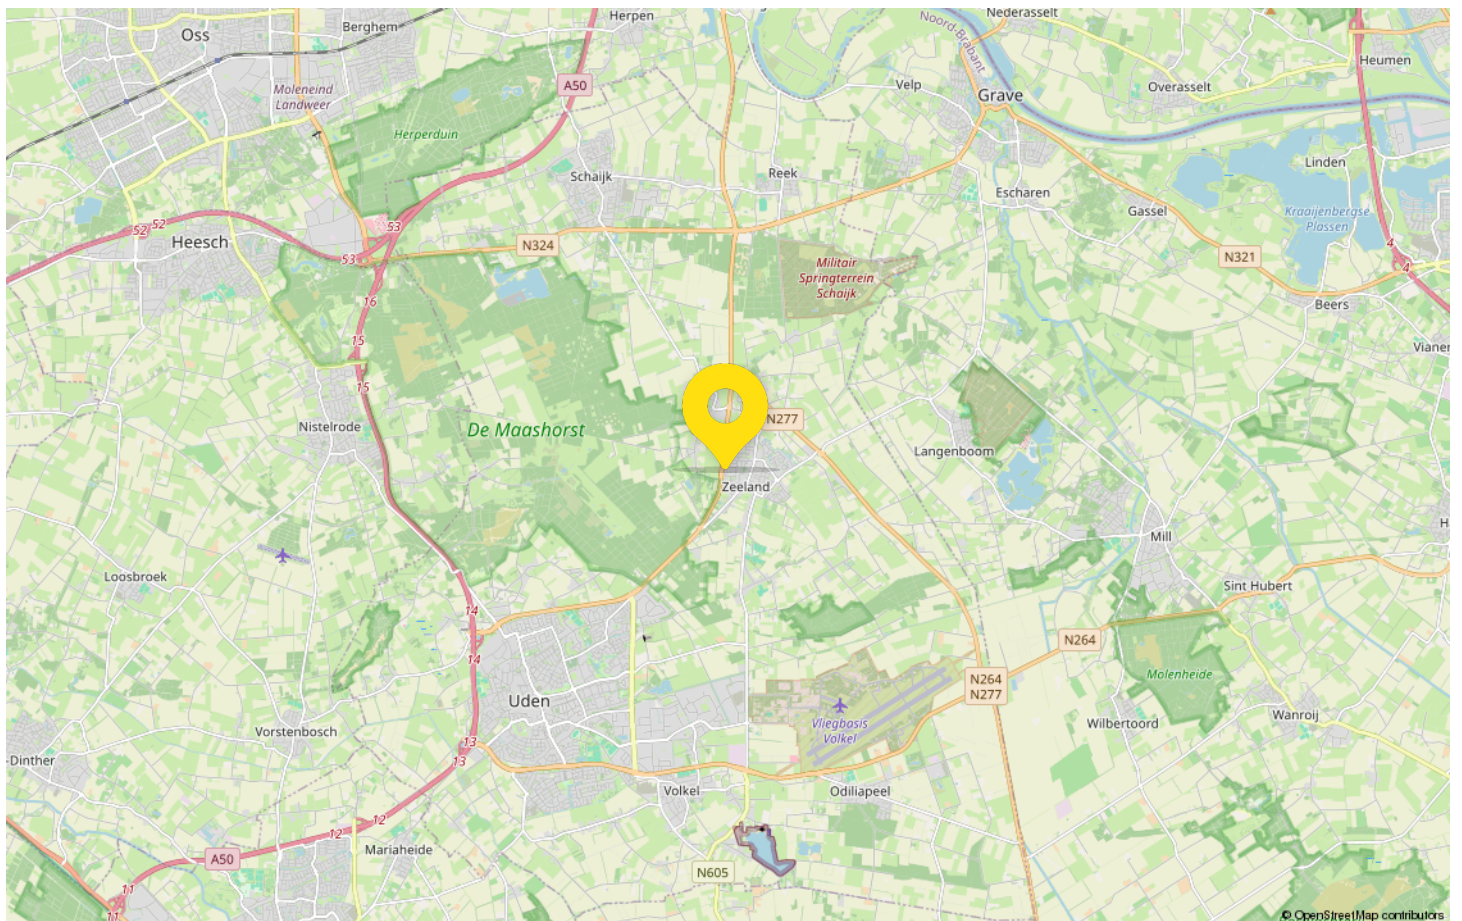 Herpen
Nederasselt
Berghem
Oss
Noord-Brabant
Heumen
A50
Velp
Overasselt
Moleneind
Landweer
Grave
Herperduin
Linden
Schaijk
Reek
Escharen
Gassel
Kraaijenbergse
Plassen
52
52
53
Heesch
N324
4
53
Militair
Springterrein
Schaijk
N321
4
16
Beers
15
Vianen
15
N277
Nistelrode
De Maashorst
Langenboom
Zeeland
H
Mill
Loosbroek
Sint Hubert
14
N264
14
N264
N277
Molenheide
Uden
Vliegbasis
Volkel
Wilbertoord
Wanroij
Vorstenbosch
13
13
-Dinther
Volkel
Odiliapeel
12
12
Mariaheide
A50
N605
11
11
© OpenStreetMap contributors